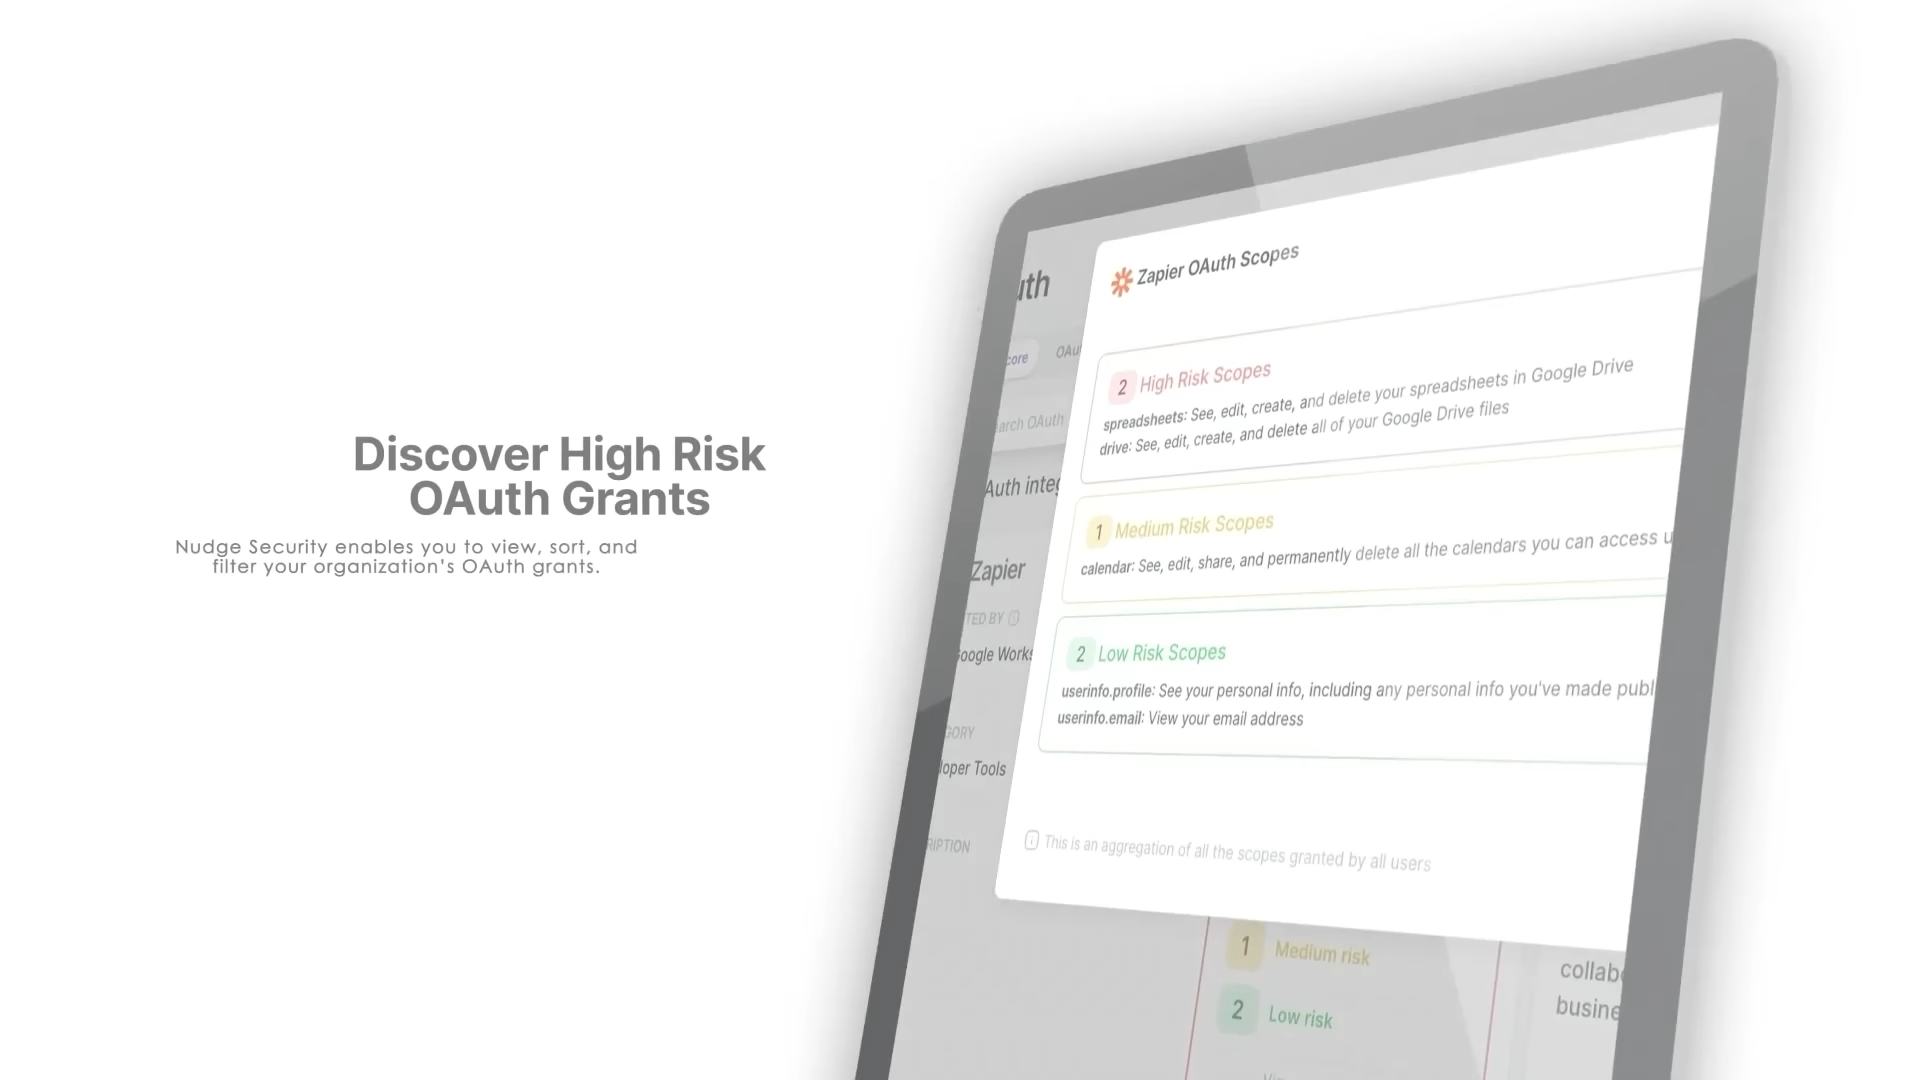 Discover High Risk
OAuth Grants
Nudge Security enables you to view, sort, and
filter your organization's OAuth grants.
Zapier OAuth Scopes
2 High Risk Scopes
spreadsheets: See, edit, create, and delete your spreadsheets in Google Drive
drive: See, edit, create, and delete all of your Google Drive files
1 Medium Risk Scopes
calendar: See, edit, share, and permanently delete all the calendars you can access
2 Low Risk Scopes
userinfo.profile: See your personal info, including any personal info you've made
userinfo.email: View your email address
This is an aggregation of all the scopes granted by all users
OAuth
Zapier
BY
Tools
1 Medium risk
2 Low risk